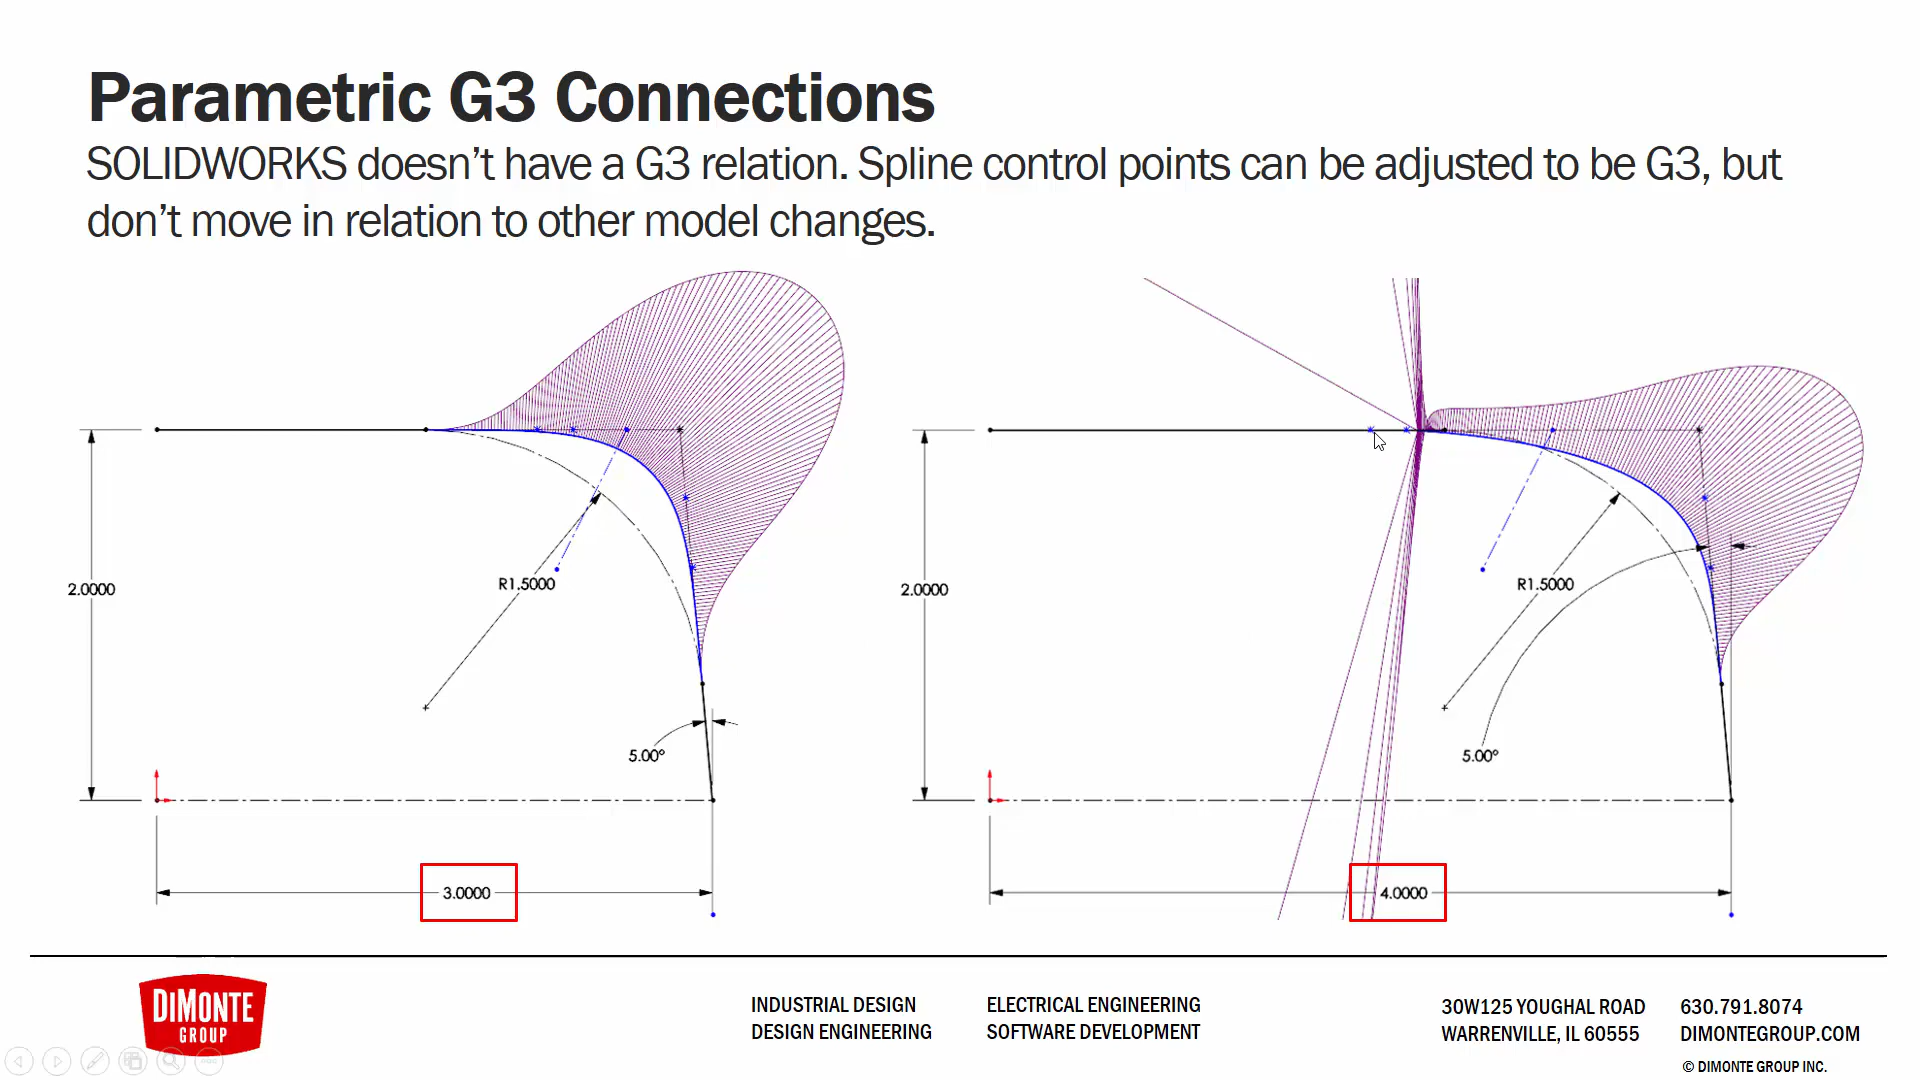 Parametric G3 Connections
SOLIDWORKS doesn't have a G3 relation. Spline control points can be adjusted to be G3, but
don't move in relation to other model changes.
2.0000
R1.5000
5.00°
3.0000
2.0000
R1.5000
5.00°
4.0000
DIMONTE
GROUP
INDUSTRIAL DESIGN
DESIGN ENGINEERING
ELECTRICAL ENGINEERING
SOFTWARE DEVELOPMENT
30W125 YOUGHAL ROAD
WARRENVILLE, IL 60555
630.791.8074
DIMONTEGROUP.COM
© DIMONTE GROUP INC.